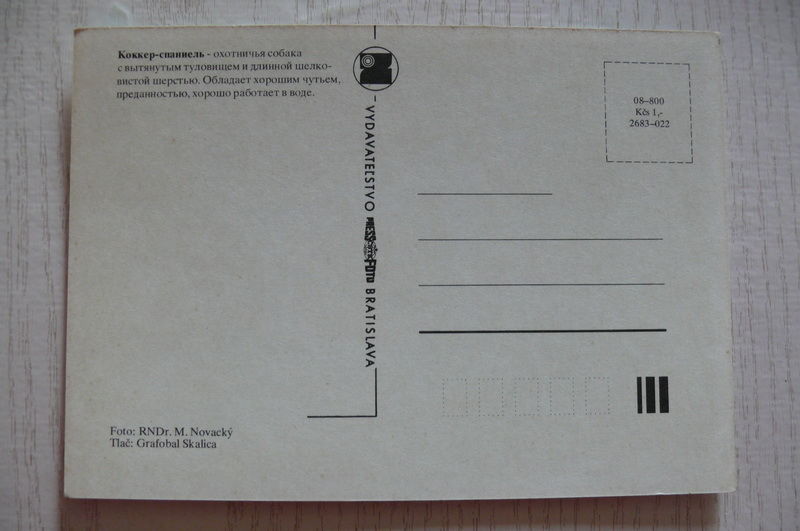 Коккер-спаниель - охотничья собака
с вытянутым туловищем и длинной шелко-
вистой шерстью. Обладает хорошим чутьем,
преданностью, хорошо работает в воде.
VYDAVATEĽSTVO PRESSFOTO BRATISLAVA
08–800
Kčs 1,-
2683–022
Foto: RNDr. M. Novacký
Tlač: Grafobal Skalica